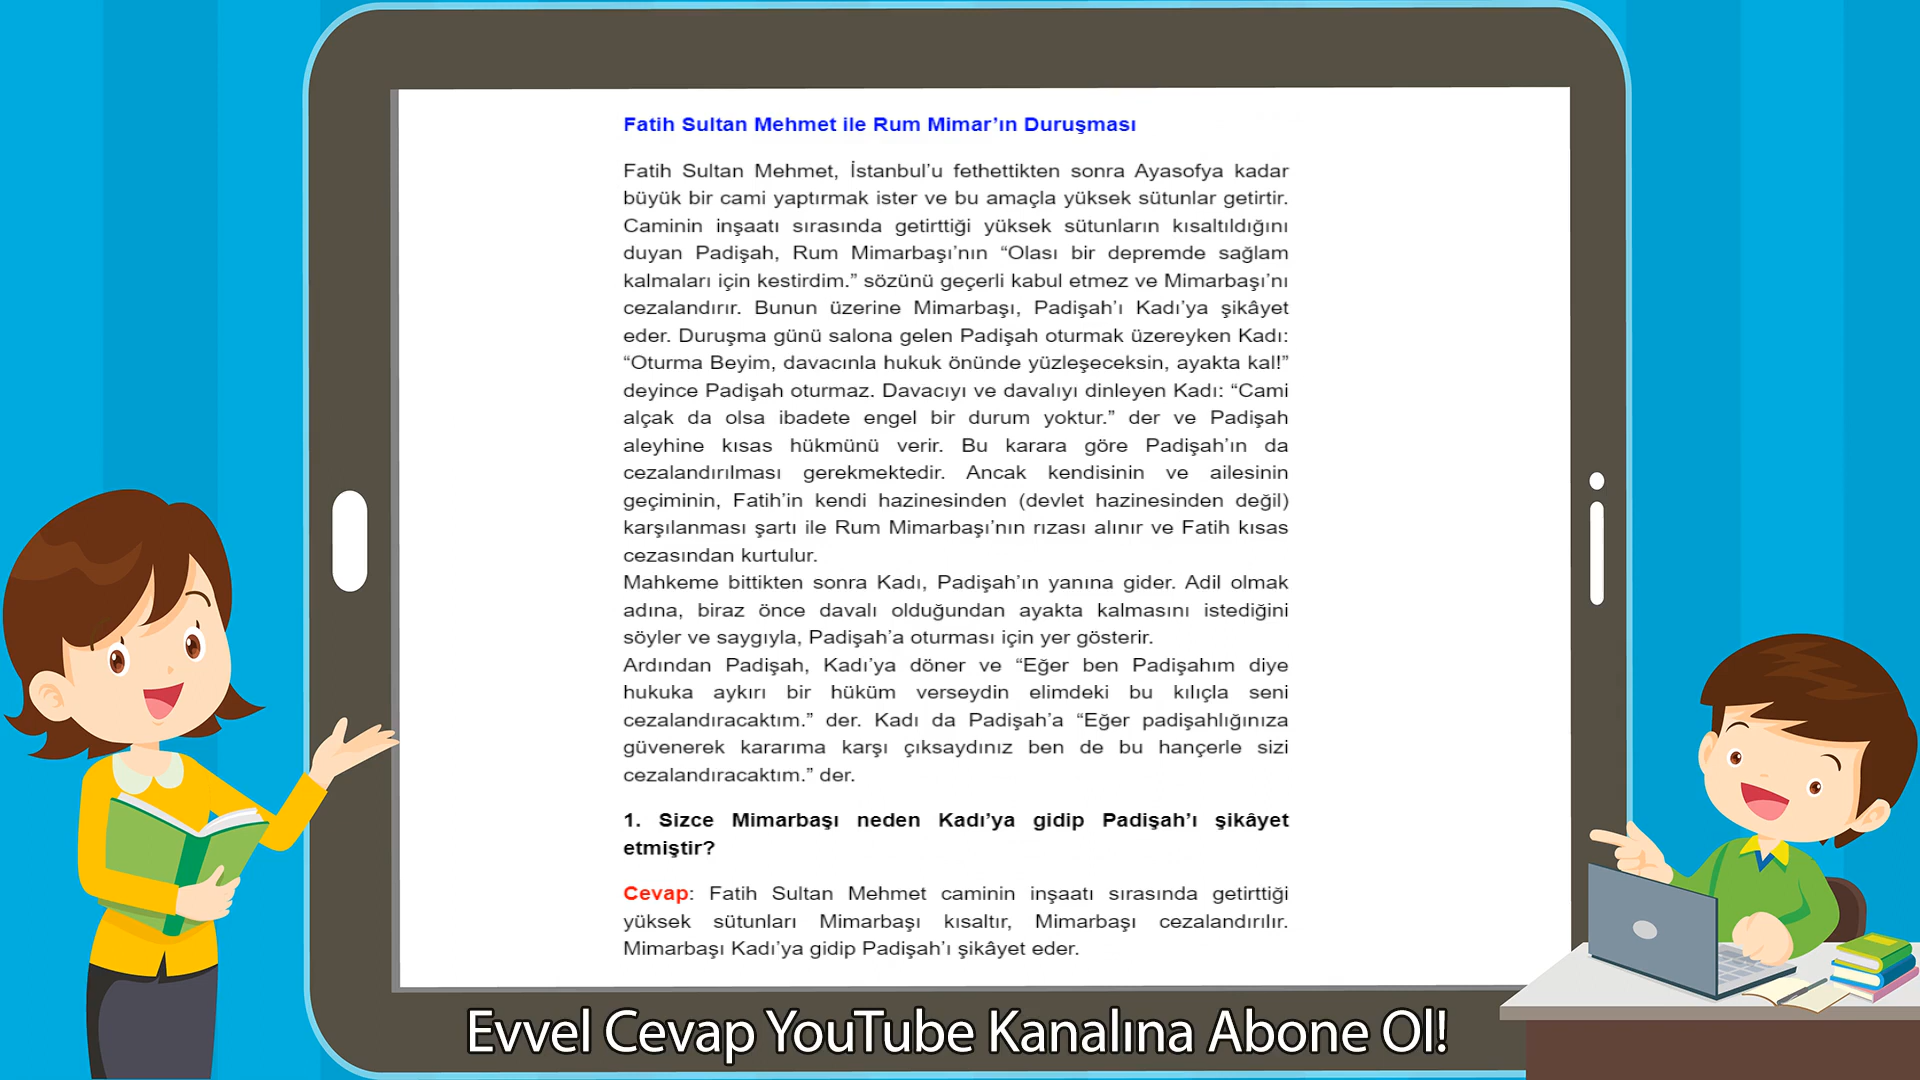 Fatih Sultan Mehmet ile Rum Mimar’ın Duruşması
Fatih Sultan Mehmet, İstanbul’u fethettikten sonra Ayasofya kadar
büyük bir cami yaptırmak ister ve bu amaçla yüksek sütunlar getirtir.
Caminin inşaatı sırasında getirttiği yüksek sütunların kısaltıldığını
duyan Padişah, Rum Mimarbaşı’nın “Olası bir depremde sağlam
kalmaları için kestirdim.” sözünü geçerli kabul etmez ve Mimarbaşı’nı
cezalandırır. Bunun üzerine Mimarbaşı, Padişah’ı Kadı’ya şikâyet
eder. Duruşma günü salona gelen Padişah oturmak üzereyken Kadı:
“Oturma Beyim, davacınla hukuk önünde yüzleşeceksin, ayakta kal!”
deyince Padişah oturmaz. Davacıyı ve davalıyı dinleyen Kadı: “Cami
alçak da olsa ibadete engel bir durum yoktur.” der ve Padişah
aleyhine kısas hükmünü verir. Bu karara göre Padişah’ın da
cezalandırılması gerekmektedir. Ancak kendisinin ve ailesinin
geçiminin, Fatih’in kendi hazinesinden (devlet hazinesinden değil)
karşılanması şartı ile Rum Mimarbaşı’nın rızası alınır ve Fatih kısas
cezasından kurtulur.
Mahkeme bittikten sonra Kadı, Padişah’ın yanına gider. Adil olmak
adına, biraz önce davalı olduğundan ayakta kalmasını istediğini
söyler ve saygıyla, Padişah’a oturması için yer gösterir.
Ardından Padişah, Kadı’ya döner ve “Eğer ben Padişahım diye
hukuka aykırı bir hüküm verseydin elimdeki bu kılıçla seni
cezalandıracaktım.” der. Kadı da Padişah’a “Eğer padişahlığınıza
güvenerek kararıma karşı çıksaydınız ben de bu hançerle sizi
cezalandıracaktım.” der.
1. Sizce Mimarbaşı neden Kadı’ya gidip Padişah’ı şikâyet
etmiştir?
Cevap: Fatih Sultan Mehmet caminin inşaatı sırasında getirttiği
yüksek sütunları Mimarbaşı kısaltır, Mimarbaşı cezalandırılır.
Mimarbaşı Kadı’ya gidip Padişah’ı şikâyet eder.
Evvel Cevap YouTube Kanalına Abone Ol!